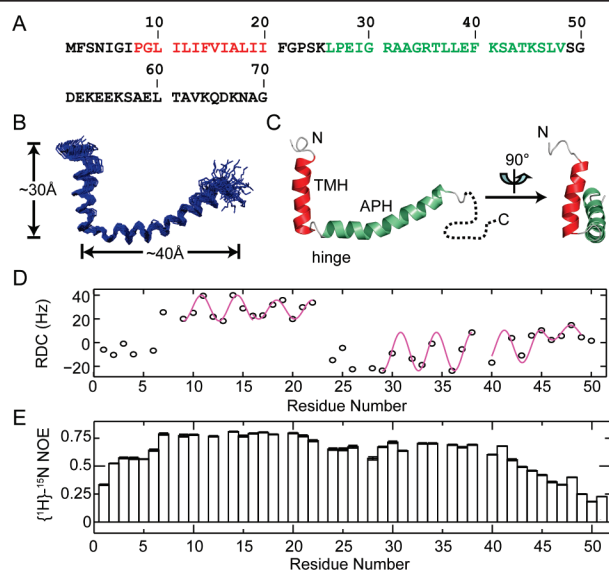 A
10 20 30 40 50
MFSNIGIPGL ILIFVIALII FGPSKLPEIG RAAGRTLLEF KSATKSLVSG
60 70
DEKEEKSAEL TAVKQDKNAG
B
~30Å
~40Å
C
N
TMH
APH
hinge
C
90°
N
D
RDC (Hz)
40
20
0
−20
0 5 10 15 20 25 30 35 40 45 50
Residue Number
E
{¹H}-¹⁵N NOE
0.75
0.5
0.25
0
0 5 10 15 20 25 30 35 40 45 50
Residue Number